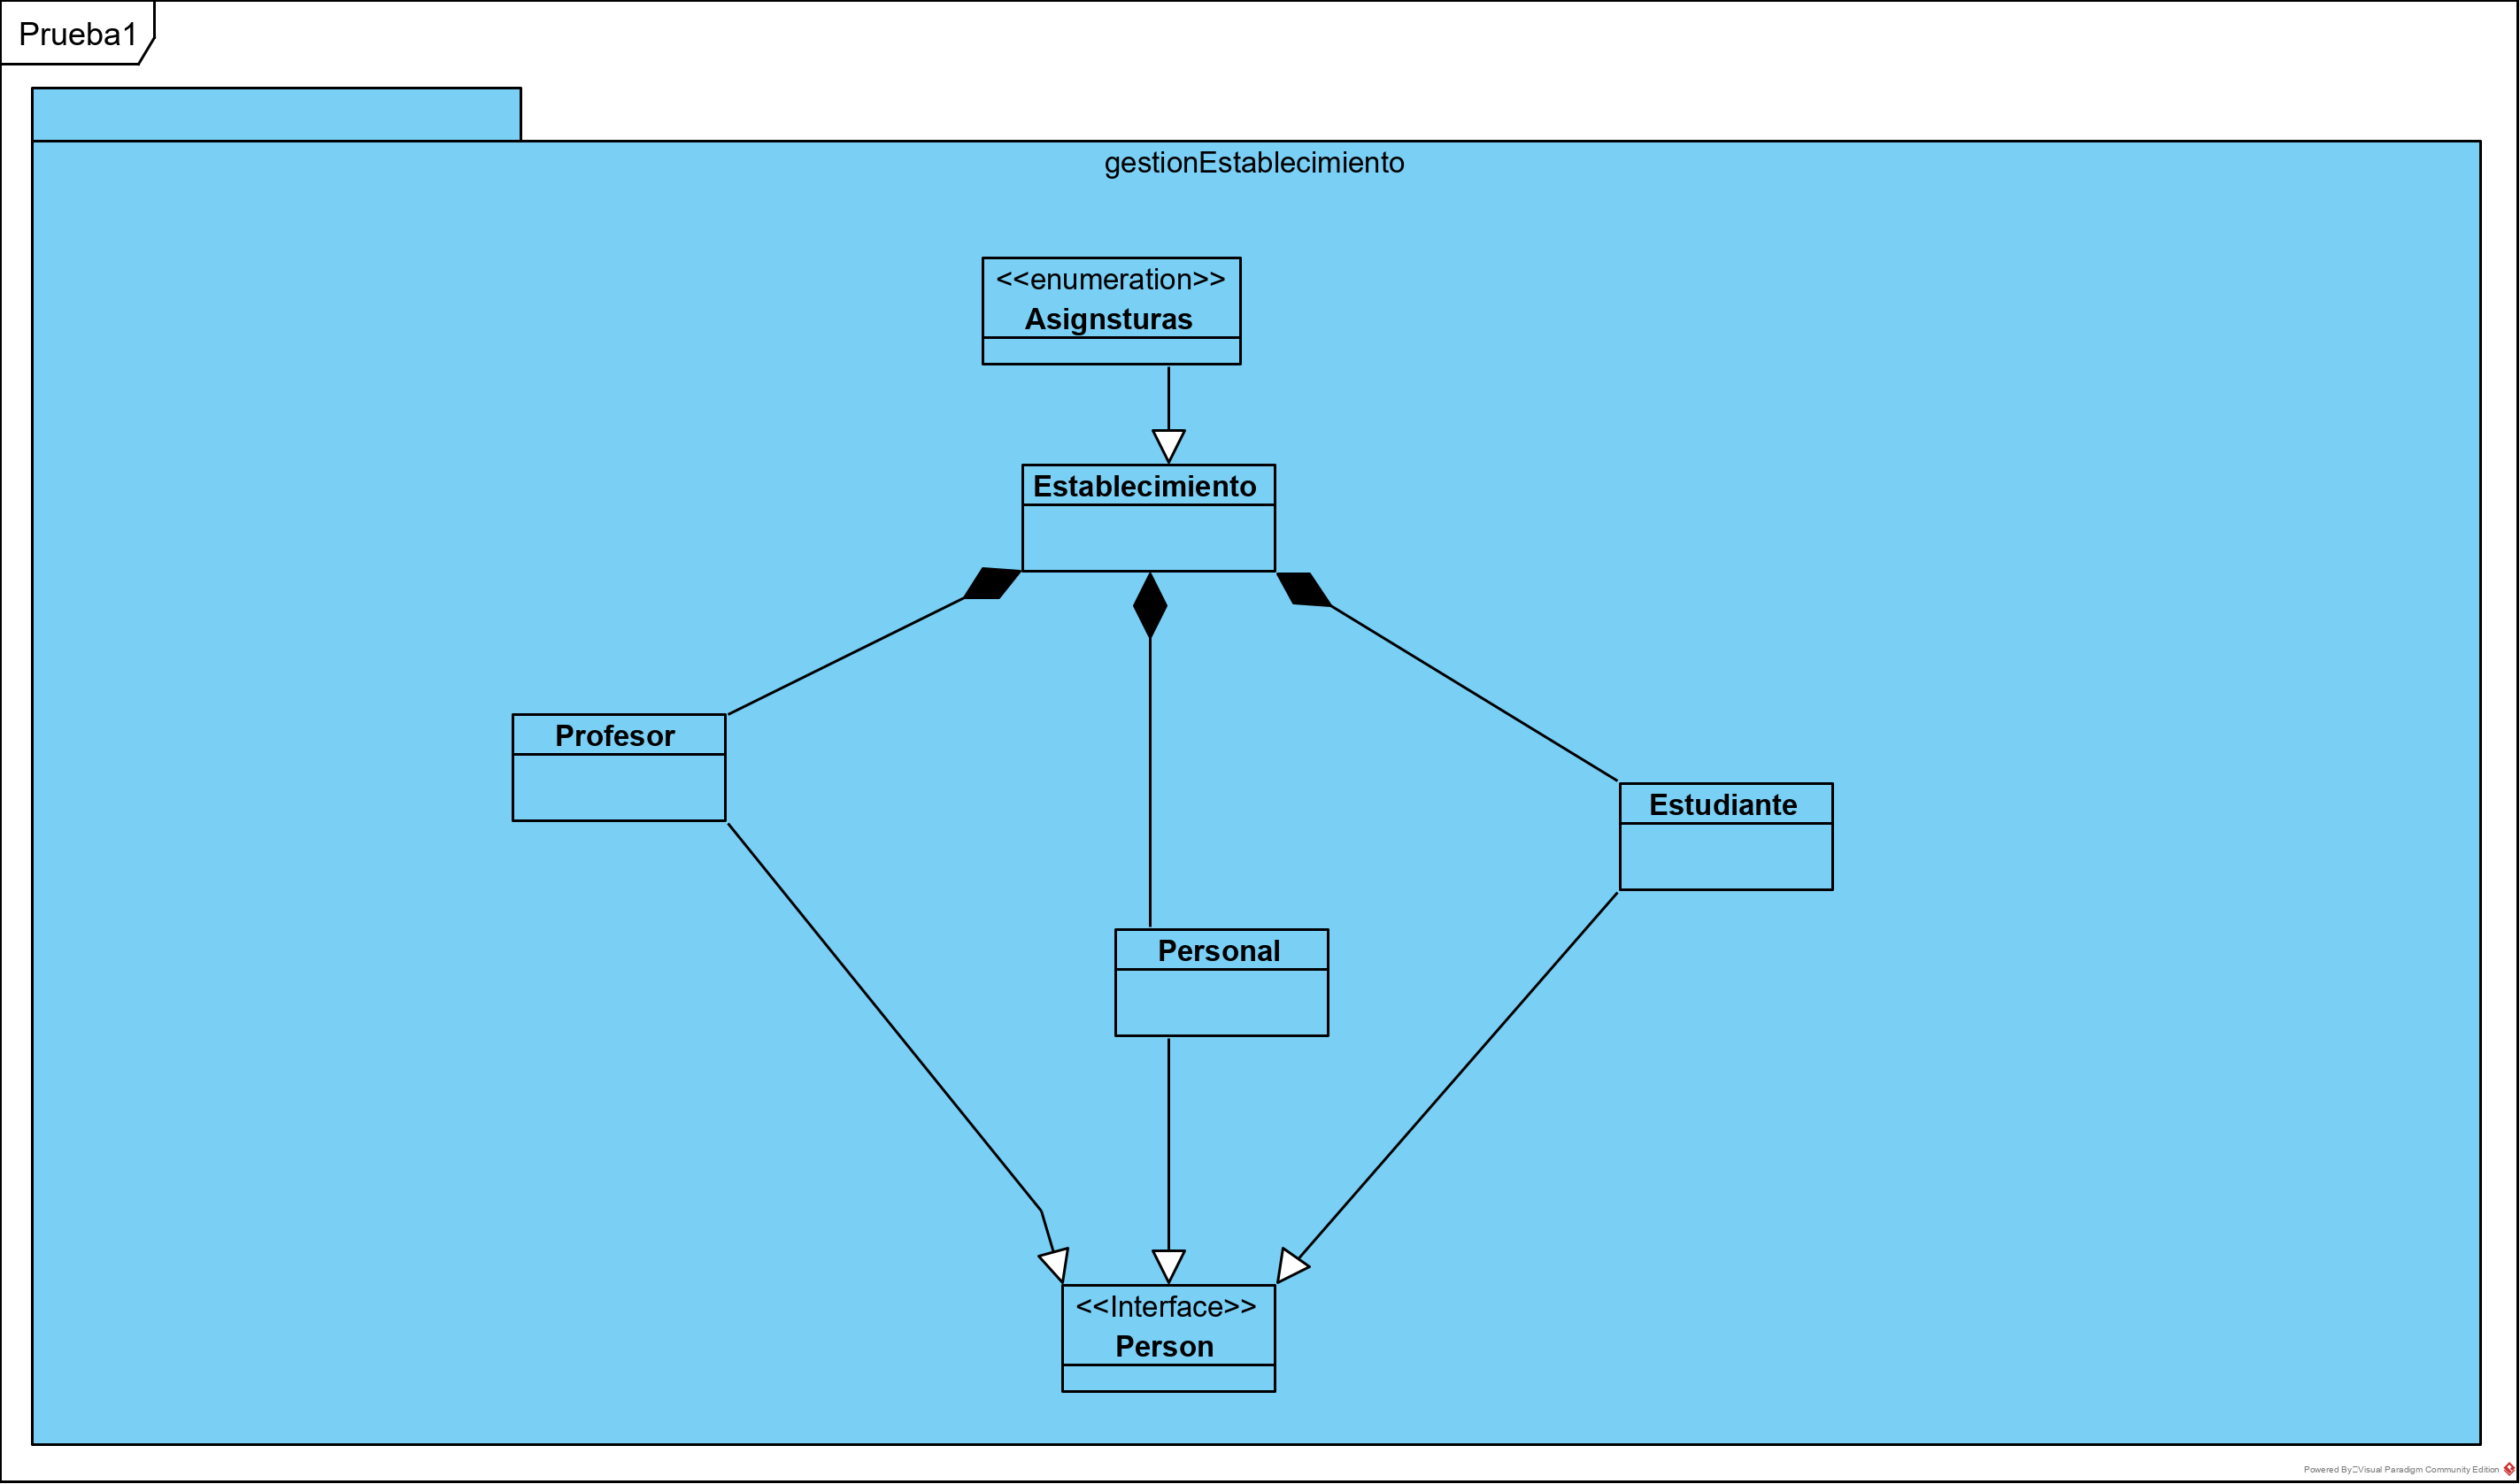 Prueba1
gestionEstablecimiento
<<enumeration>>
Asignsturas
Establecimiento
Profesor
Estudiante
Personal
<<Interface>>
Person
Powered By Visual Paradigm Community Edition